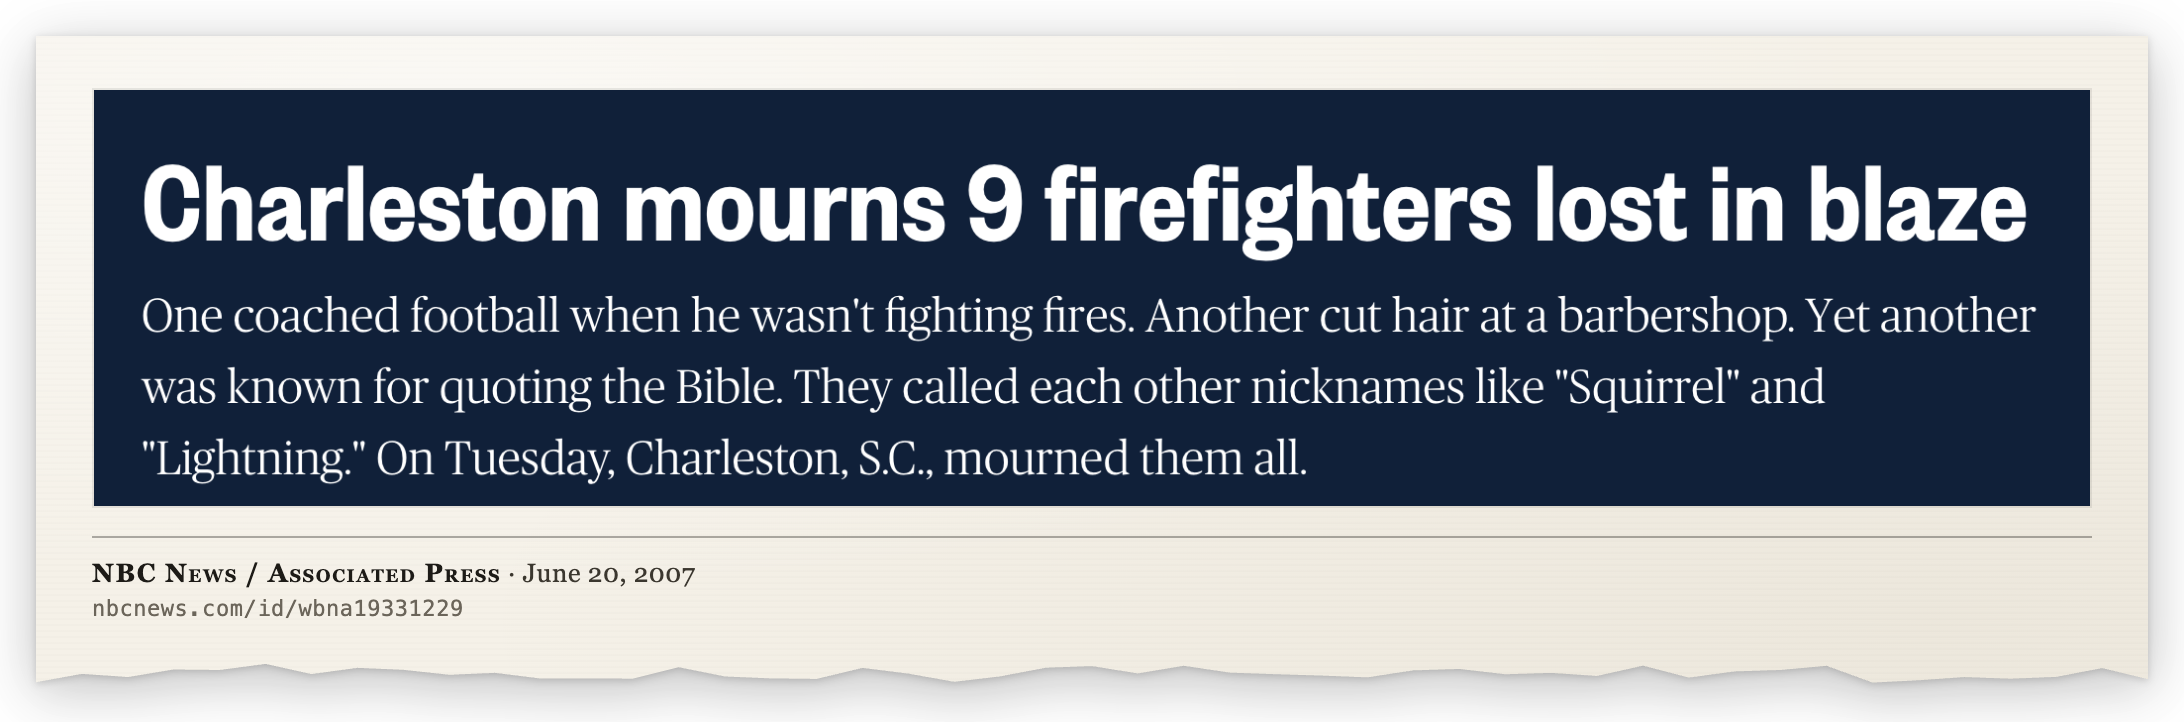 Charleston mourns 9 firefighters lost in blaze
One coached football when he wasn't fighting fires. Another cut hair at a barbershop. Yet another
was known for quoting the Bible. They called each other nicknames like "Squirrel" and
"Lightning." On Tuesday, Charleston, S.C., mourned them all.
NBC News / Associated Press · June 20, 2007
nbcnews.com/id/wbna19331229